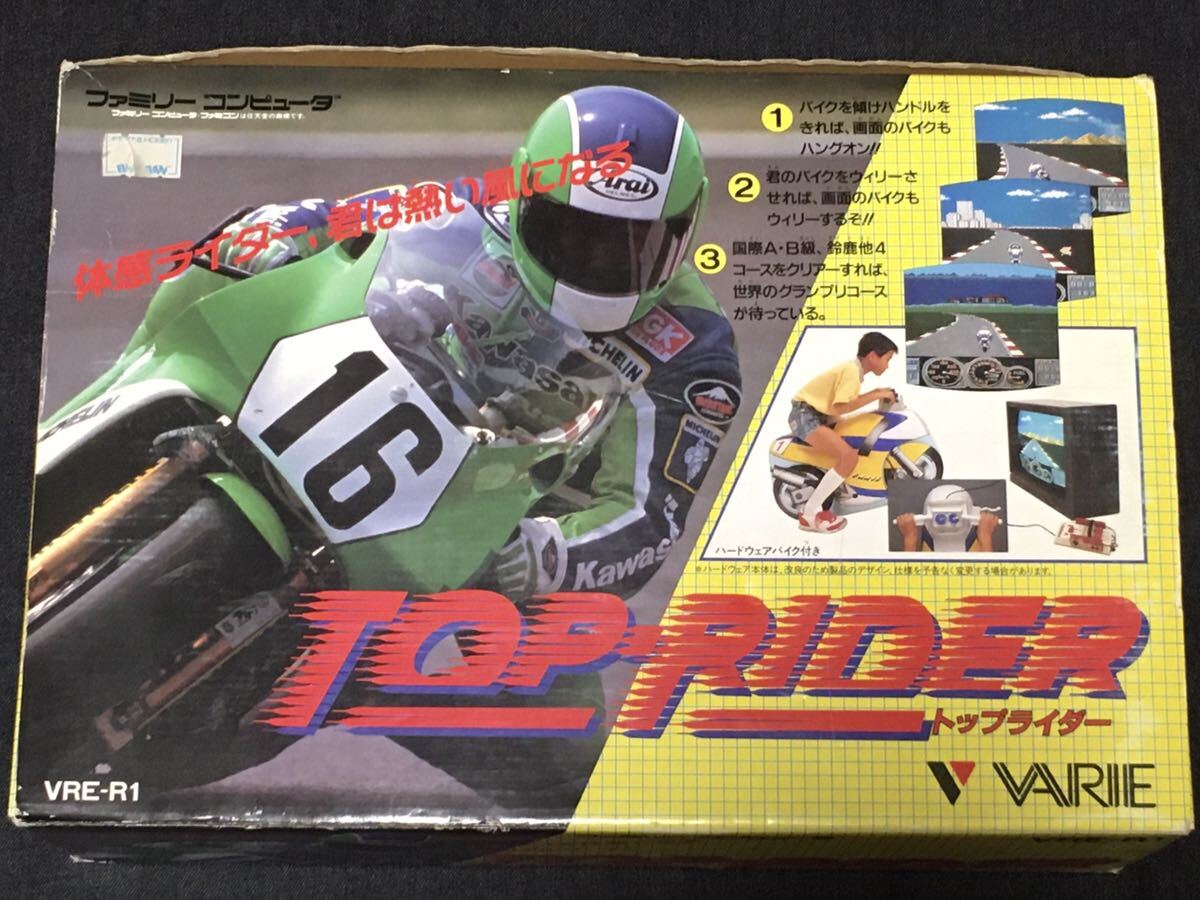 ファミリー コンピュータ™
ファミリー コンピュータ・ファミコンは任天堂の商標です。
体感ライダー、君は熱い風になる
Arai
HELMET
1 バイクを傾けハンドルを
きれば、画面のバイクも
ハングオン!!
2 君のバイクをウィリーさ
せれば、画面のバイクも
ウィリーするぞ!!
3 国際A・B級、鈴鹿他4
コースをクリアーすれば、
世界のグランプリコース
が待っている。
GK
MICHELIN
Kawasaki
MICHELIN
MICHELIN
16
Kawasaki
ハードウェアバイク付き
※ハードウェア本体は、改良のため製品のデザイン、仕様を予告なく変更する場合があります。
TOP RIDER
トップライダー
VRE-R1
VARIE
VRE-R1